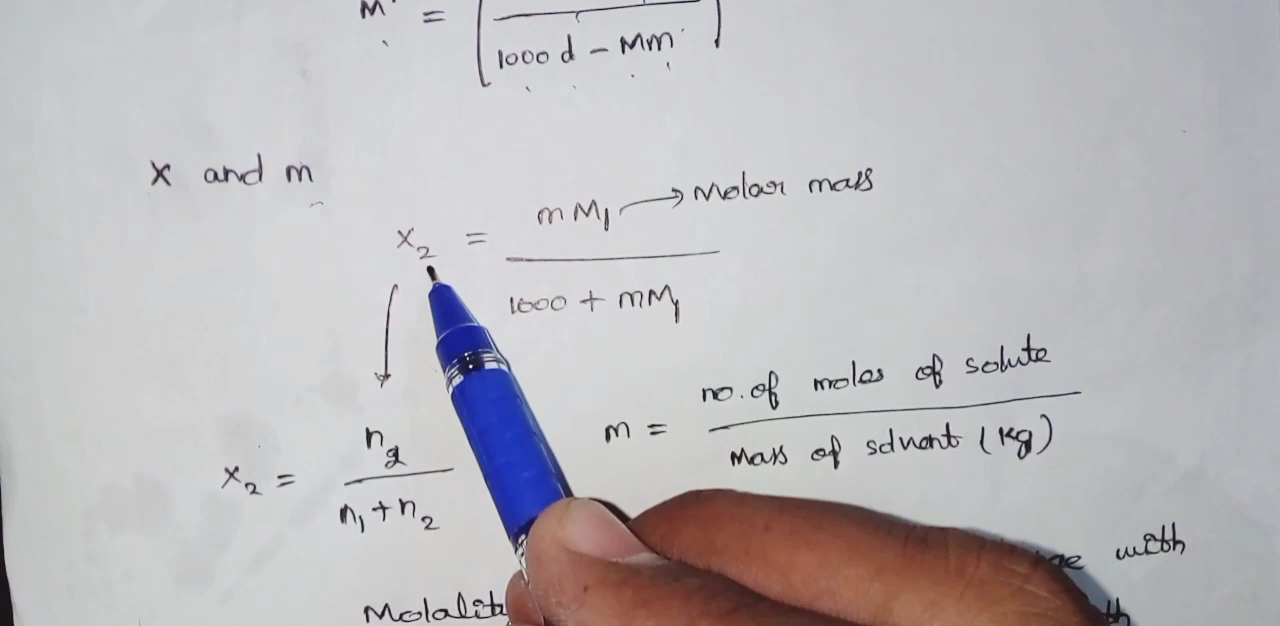 M =
1000 d - Mm
x and m
x2 = mM1 → Molar mass
1000 + mM1
m = no. of moles of solute
mass of solvent (kg)
x2 = n2
n1 + n2
with